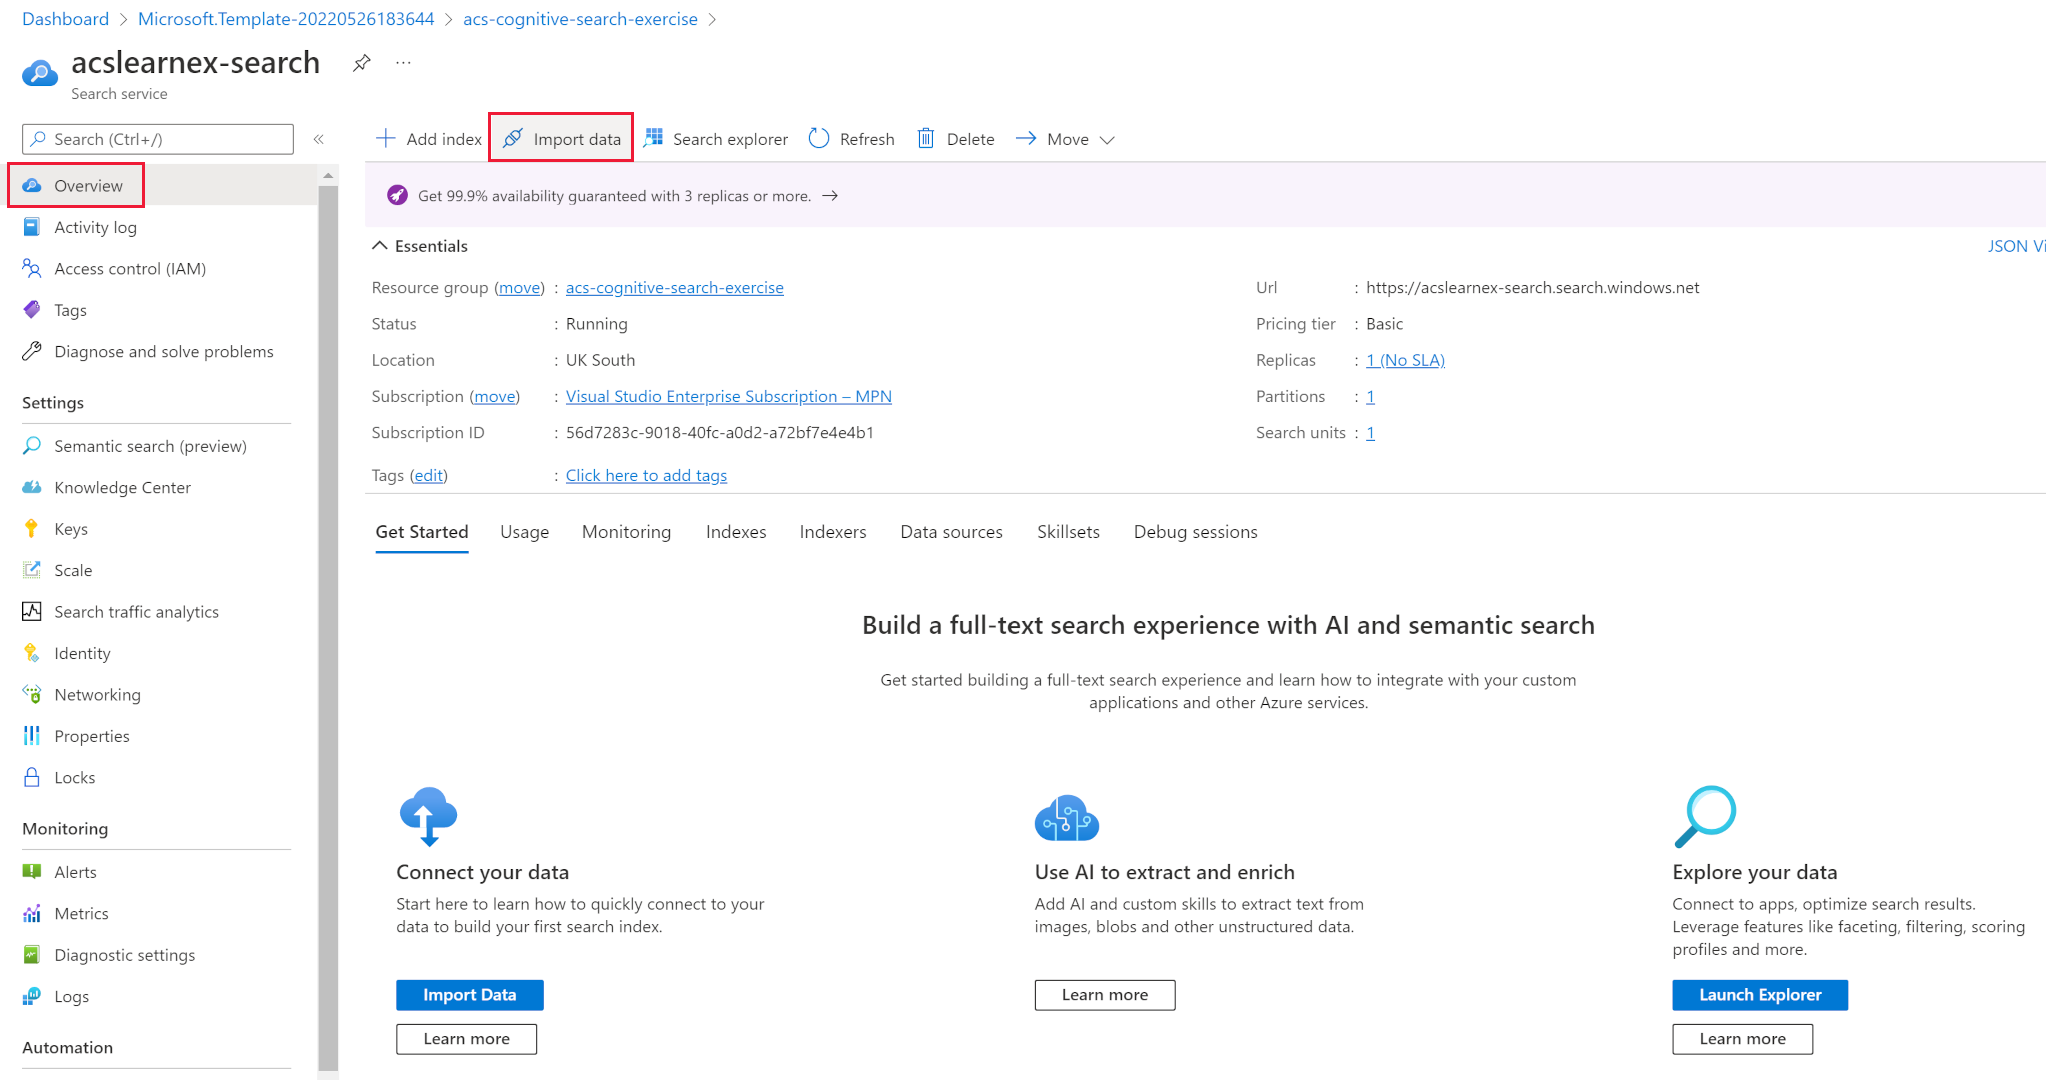 Dashboard > Microsoft.Template-20220526183644 > acs-cognitive-search-exercise >
acslearnex-search
...
Search service
Search (Ctrl+/)
«
Add index
Import data
Search explorer
Refresh
Delete
Move
Overview
Activity log
Access control (IAM)
Tags
Diagnose and solve problems
Settings
Semantic search (preview)
Knowledge Center
Keys
Scale
Search traffic analytics
Identity
Networking
Properties
Locks
Monitoring
Alerts
Metrics
Diagnostic settings
Logs
Automation
Get 99.9% availability guaranteed with 3 replicas or more. →
Essentials
JSON Vi
Resource group (move) : acs-cognitive-search-exercise
Status : Running
Location : UK South
Subscription (move) : Visual Studio Enterprise Subscription – MPN
Subscription ID : 56d7283c-9018-40fc-a0d2-a72bf7e4e4b1
Tags (edit) : Click here to add tags
Url : https://acslearnex-search.search.windows.net
Pricing tier : Basic
Replicas : 1 (No SLA)
Partitions : 1
Search units : 1
Get Started
Usage
Monitoring
Indexes
Indexers
Data sources
Skillsets
Debug sessions
Build a full-text search experience with AI and semantic search
Get started building a full-text search experience and learn how to integrate with your custom
applications and other Azure services.
Connect your data
Start here to learn how to quickly connect to your
data to build your first search index.
Import Data
Learn more
Use AI to extract and enrich
Add AI and custom skills to extract text from
images, blobs and other unstructured data.
Learn more
Explore your data
Connect to apps, optimize search results.
Leverage features like faceting, filtering, scoring
profiles and more.
Launch Explorer
Learn more